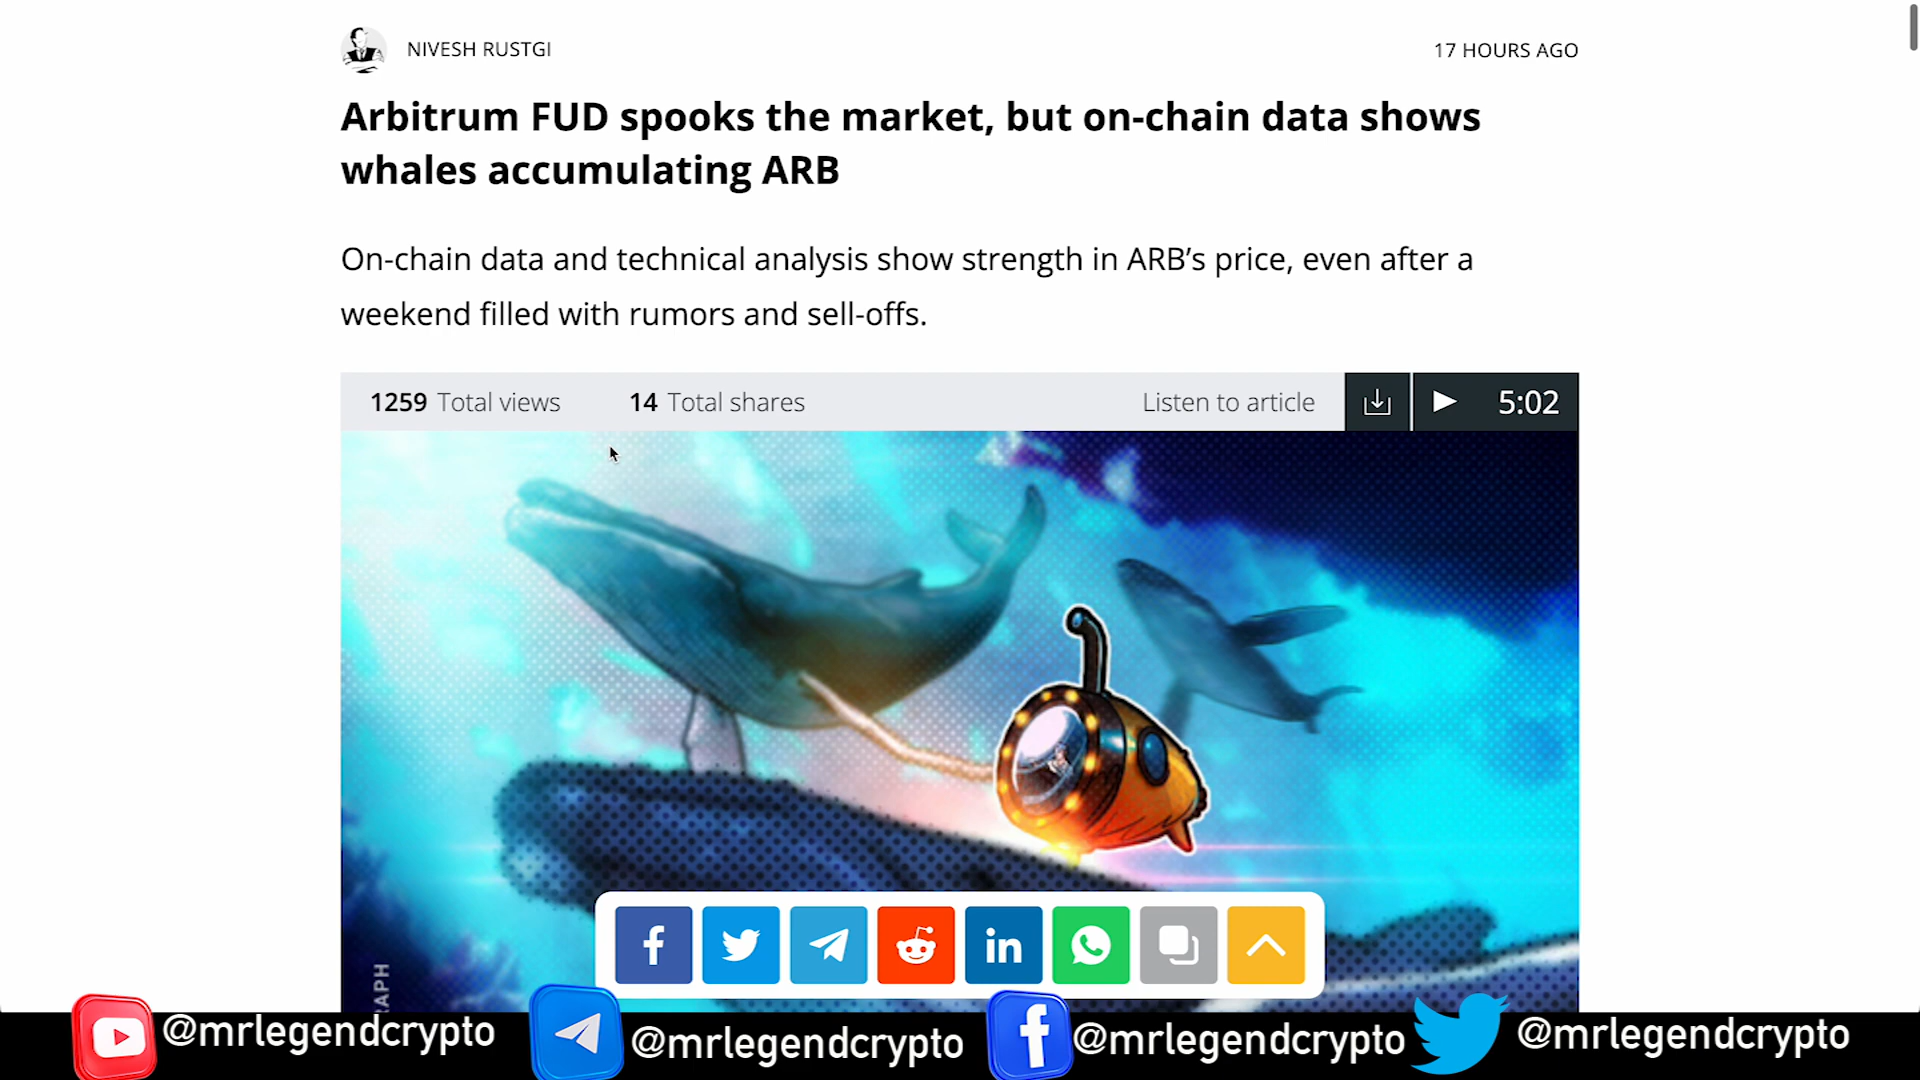 NIVESH RUSTGI
17 HOURS AGO
Arbitrum FUD spooks the market, but on-chain data shows
whales accumulating ARB
On-chain data and technical analysis show strength in ARB’s price, even after a
weekend filled with rumors and sell-offs.
1259 Total views 14 Total shares Listen to article 5:02
RAPH
@mrlegendcrypto @mrlegendcrypto @mrlegendcrypto @mrlegendcrypto